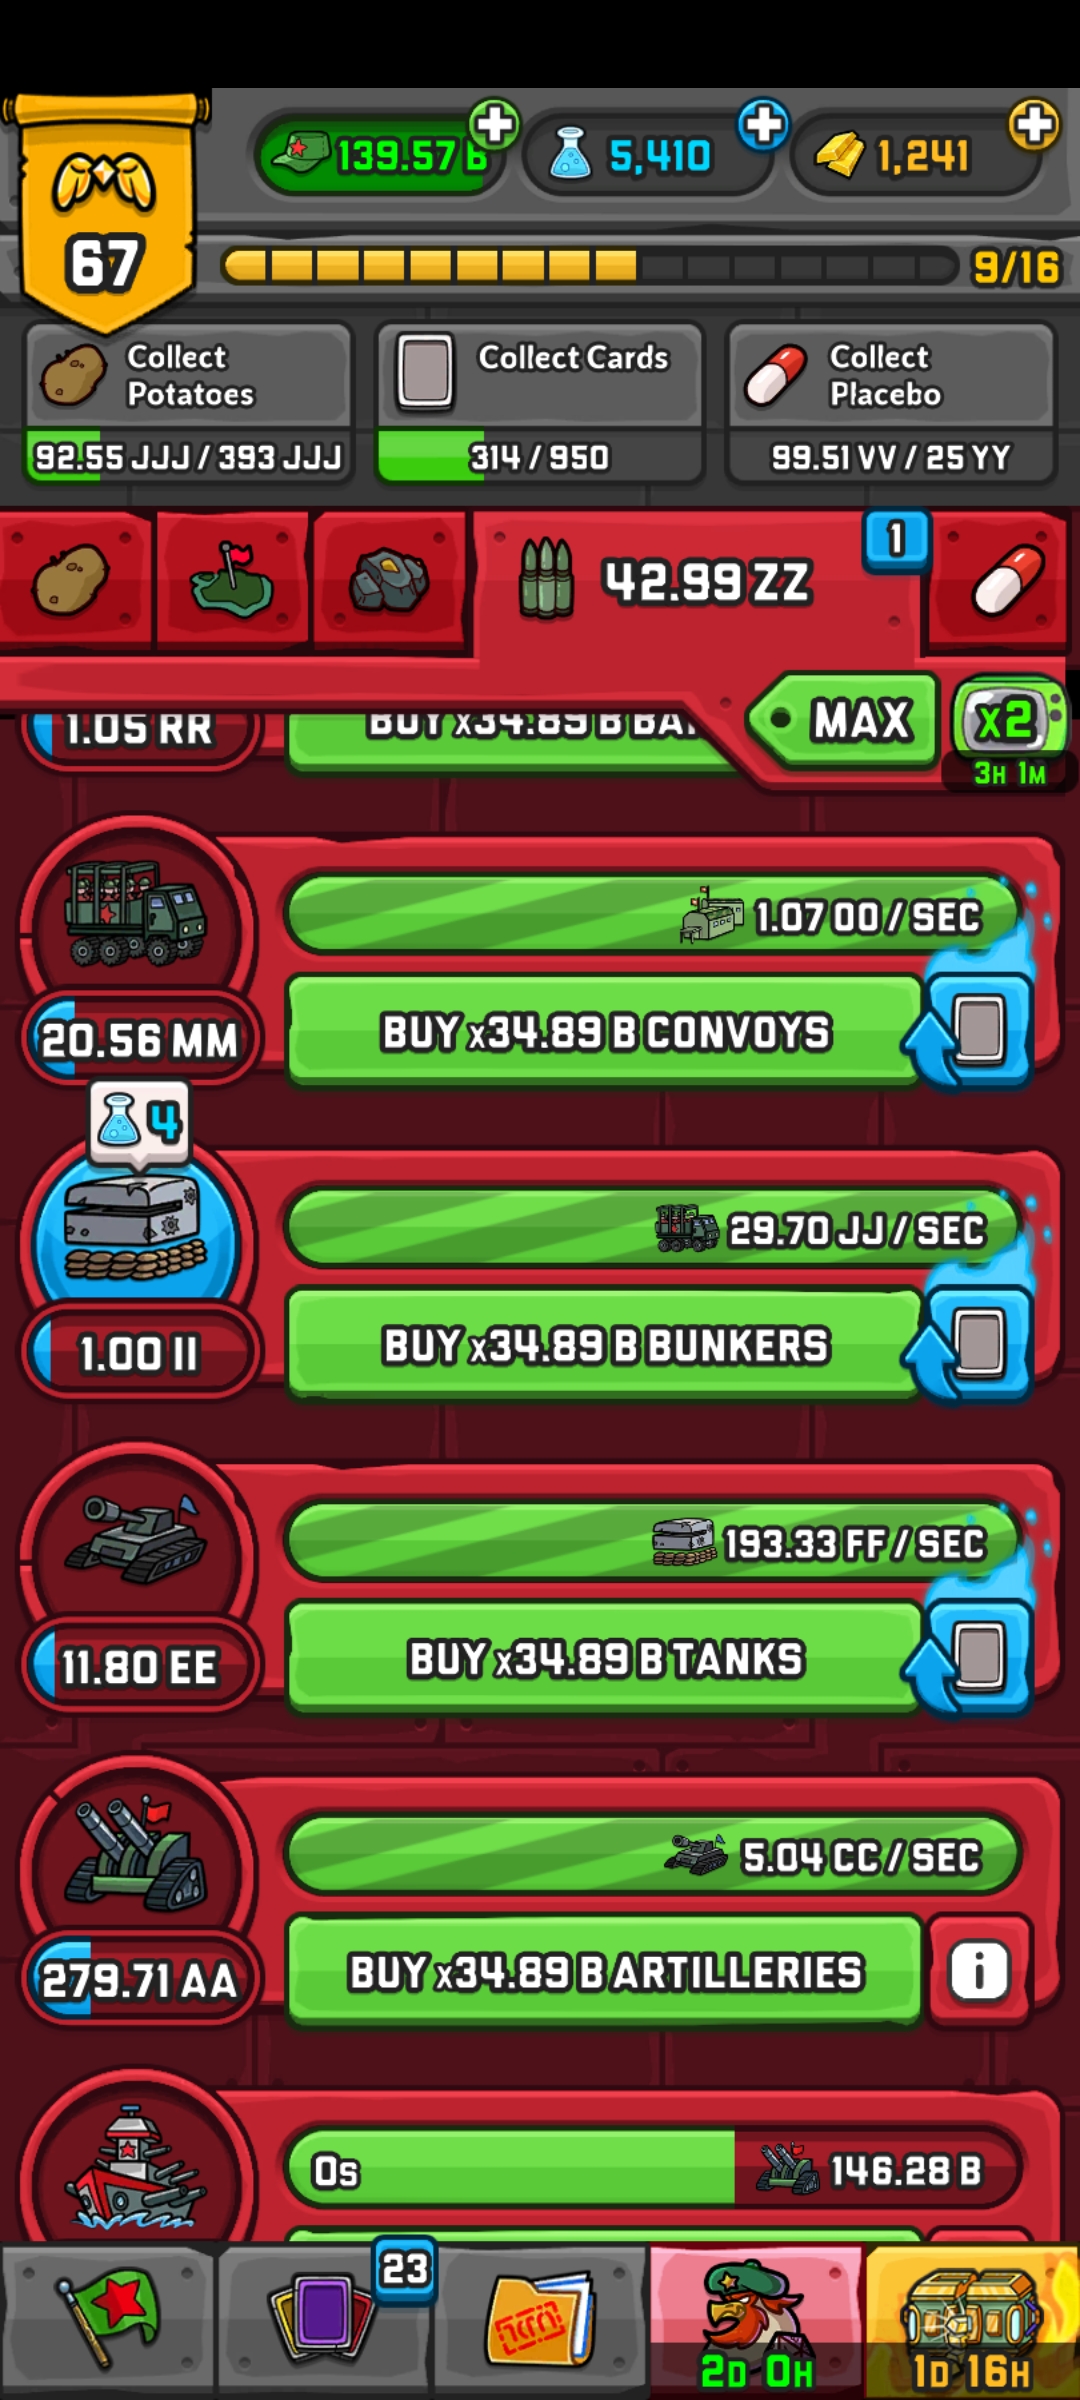 139.57 B
5,410
1,241
67
9/16
Collect Potatoes
92.55 JJJ / 393 JJJ
Collect Cards
314 / 950
Collect Placebo
99.51 VV / 25 YY
42.99 ZZ
1
MAX
x2
3H 1M
1.05 RR
BUY x34.89 B
1.07 OO / SEC
20.56 MM
BUY x34.89 B CONVOYS
4
29.70 JJ / SEC
1.00 II
BUY x34.89 B BUNKERS
193.33 FF / SEC
11.80 EE
BUY x34.89 B TANKS
5.04 CC / SEC
279.71 AA
BUY x34.89 B ARTILLERIES
i
0s
146.28 B
23
2D 0H
1D 16H